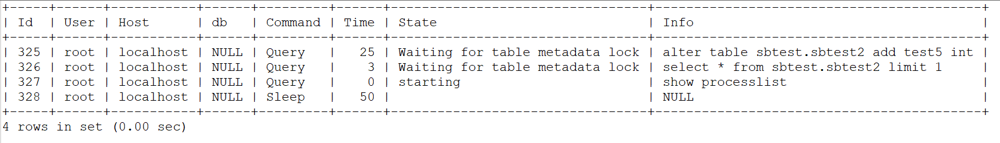 +-----+------+-----------+------+---------+------+---------------------------------+------------------------------------------+
| Id  | User | Host      | db   | Command | Time | State                           | Info                                     |
+-----+------+-----------+------+---------+------+---------------------------------+------------------------------------------+
| 325 | root | localhost | NULL | Query   |   25 | Waiting for table metadata lock | alter table sbtest.sbtest2 add test5 int |
| 326 | root | localhost | NULL | Query   |    3 | Waiting for table metadata lock | select * from sbtest.sbtest2 limit 1     |
| 327 | root | localhost | NULL | Query   |    0 | starting                        | show processlist                         |
| 328 | root | localhost | NULL | Sleep   |   50 |                                 | NULL                                     |
+-----+------+-----------+------+---------+------+---------------------------------+------------------------------------------+
4 rows in set (0.00 sec)